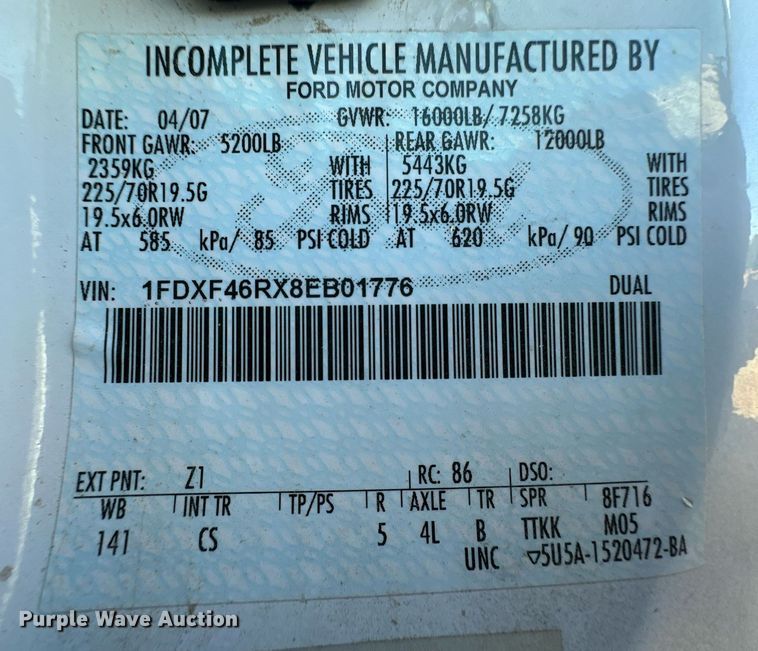 INCOMPLETE VEHICLE MANUFACTURED BY
FORD MOTOR COMPANY
DATE: 04/07 GVWR: 16000LB/ 7258KG
FRONT GAWR: 5200LB REAR GAWR: 12000LB
2359KG WITH 5443KG WITH
225/70R19.5G TIRES 225/70R19.5G TIRES
19.5x6.0RW RIMS 19.5x6.0RW RIMS
AT 585 kPa/ 85 PSI COLD AT 620 kPa/ 90 PSI COLD
VIN: 1FDXF46RX8EB01776 DUAL
EXT PNT: Z1 RC: 86 DSO:
WB INT TR TP/PS R AXLE TR SPR 8F716
141 CS 5 4L B TTKK M05
UNC ▽5U5A-1520472-BA
Purple Wave Auction